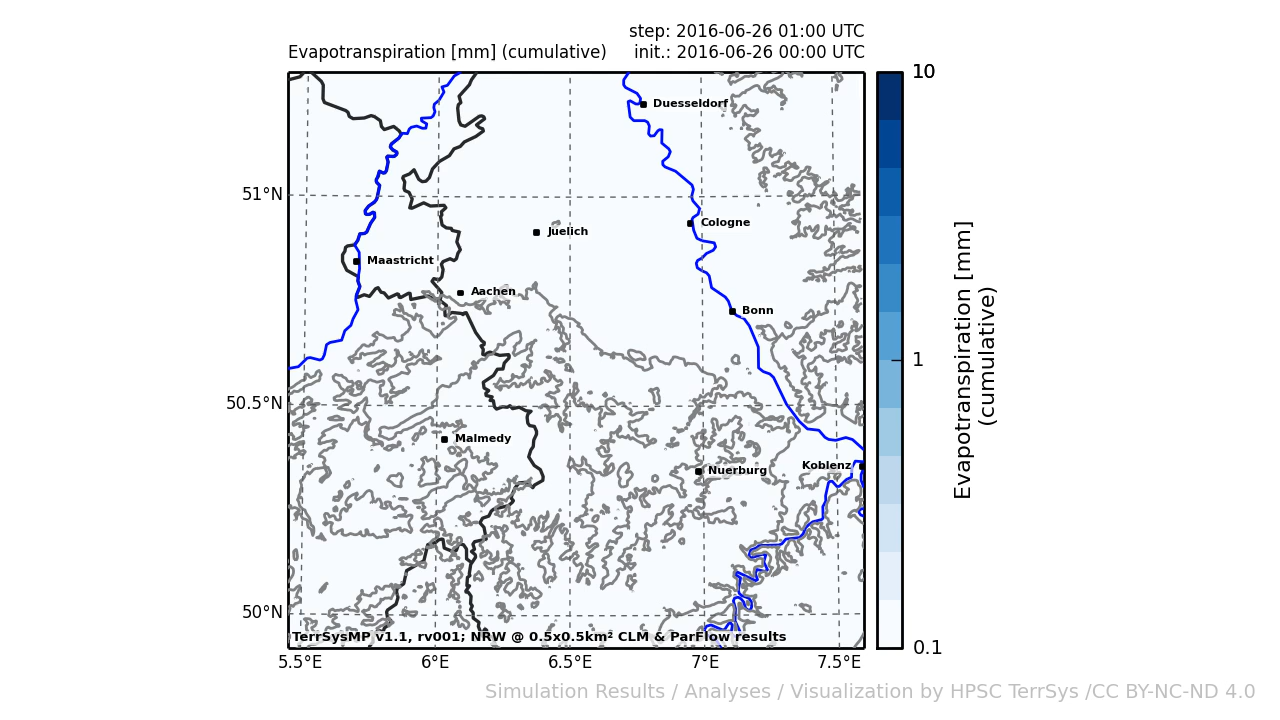 step: 2016-06-26 01:00 UTC
Evapotranspiration [mm] (cumulative) init.: 2016-06-26 00:00 UTC
10
Duesseldorf
51°N
Cologne
Juelich
Maastricht
Aachen
Bonn
1
Evapotranspiration [mm]
(cumulative)
50.5°N
Malmedy
Koblenz
Nuerburg
50°N
TerrSysMP v1.1, rv001; NRW @ 0.5x0.5km² CLM & ParFlow results
0.1
5.5°E 6°E 6.5°E 7°E 7.5°E
Simulation Results / Analyses / Visualization by HPSC TerrSys /CC BY-NC-ND 4.0